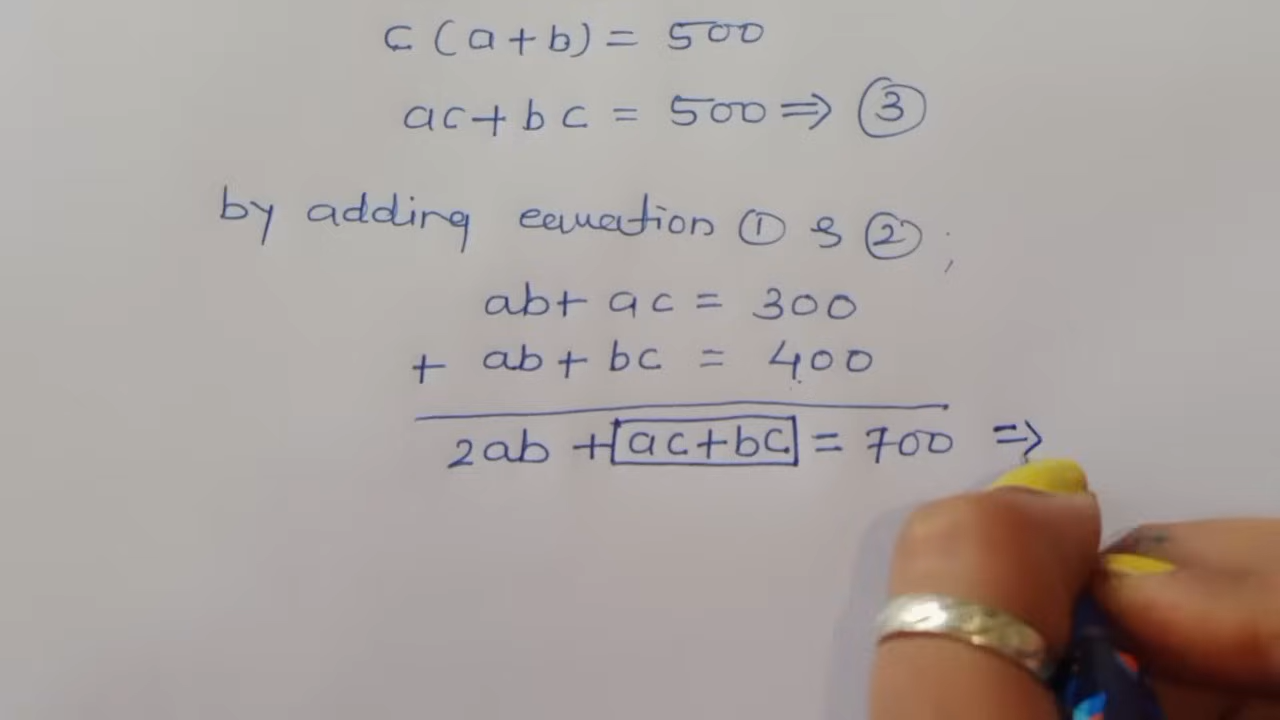 c(a+b) = 500
ac+bc = 500 ⇒ ③
by adding equation ① & ② ;
ab+ ac = 300
+ ab + bc = 400
2ab + ac+bc = 700 ⇒